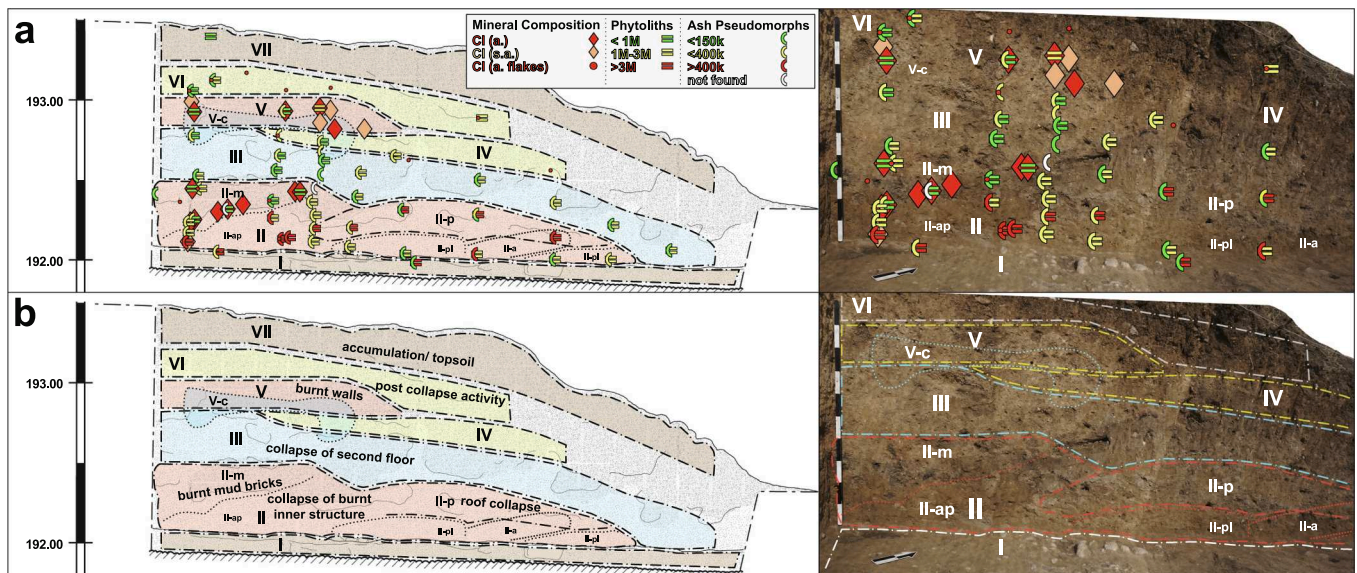 a
193.00
192.00
VII
VI
V
V-c
III
IV
II-m
II-ap
II
II-p
II-pl
II-a
II-pl
I
Mineral Composition Phytoliths Ash Pseudomorphs
Cl (a.) < 1M <150k
Cl (s.a.) 1M-3M <400k
Cl (a. flakes) >3M >400k
not found
VI
V
V-c
III
IV
II-m
II-p
II-ap
II
II-pl
II-a
I
b
193.00
192.00
VII
accumulation/ topsoil
VI
post collapse activity
V
burnt walls
V-c
III
IV
collapse of second floor
II-m
burnt mud bricks
collapse of burnt
inner structure
II-p roof collapse
II-ap
II
II-pl
II-a
II-pl
I
VI
V
V-c
III
IV
II-m
II-p
II-ap
II
II-pl
II-a
I